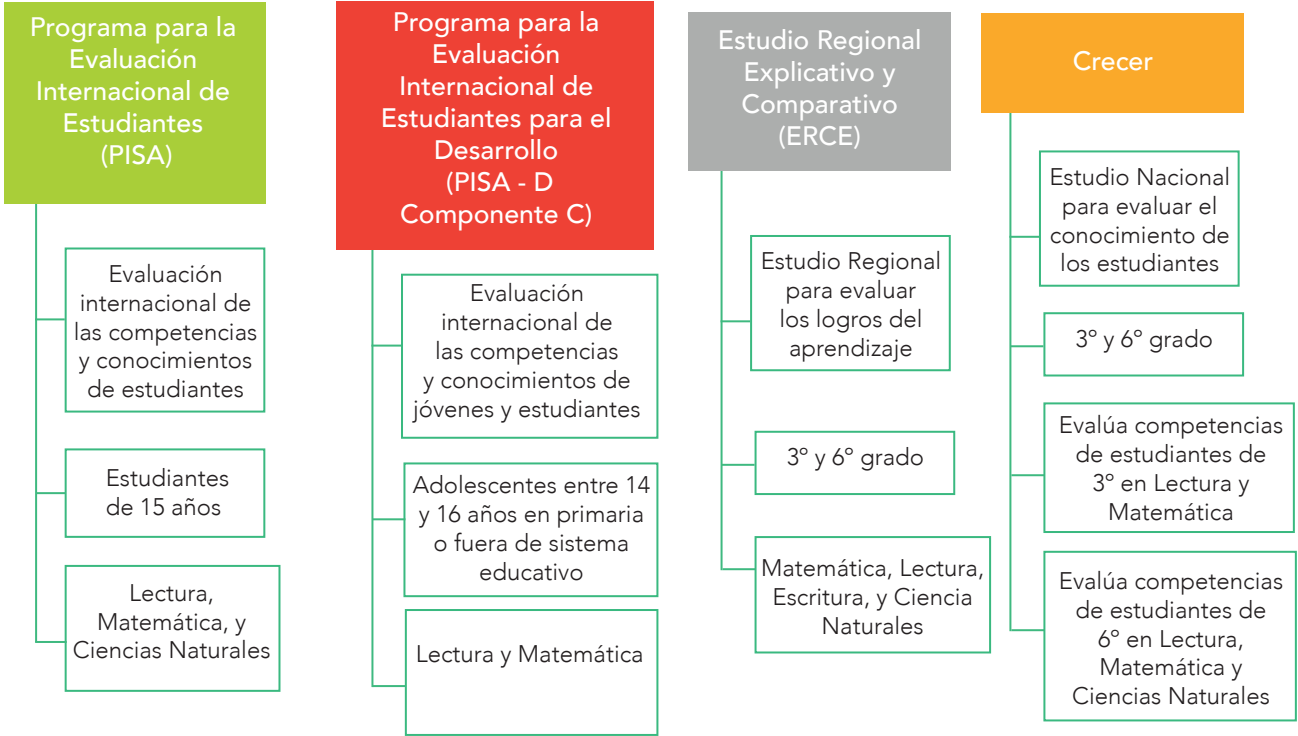 Programa para la
Evaluación
Internacional de
Estudiantes
(PISA)
Evaluación
internacional de
las competencias
y conocimientos
de estudiantes
Estudiantes
de 15 años
Lectura,
Matemática, y
Ciencias Naturales
Programa para la
Evaluación
Internacional de
Estudiantes para el
Desarrollo
(PISA - D
Componente C)
Evaluación
internacional de
las competencias
y conocimientos de
jóvenes y estudiantes
Adolescentes entre 14
y 16 años en primaria
o fuera de sistema
educativo
Lectura y Matemática
Estudio Regional
Explicativo y
Comparativo
(ERCE)
Estudio Regional
para evaluar
los logros del
aprendizaje
3º y 6º grado
Matemática, Lectura,
Escritura, y Ciencia
Naturales
Crecer
Estudio Nacional
para evaluar el
conocimiento de
los estudiantes
3º y 6º grado
Evalúa competencias
de estudiantes de
3º en Lectura y
Matemática
Evalúa competencias
de estudiantes de
6º en Lectura,
Matemática y
Ciencias Naturales